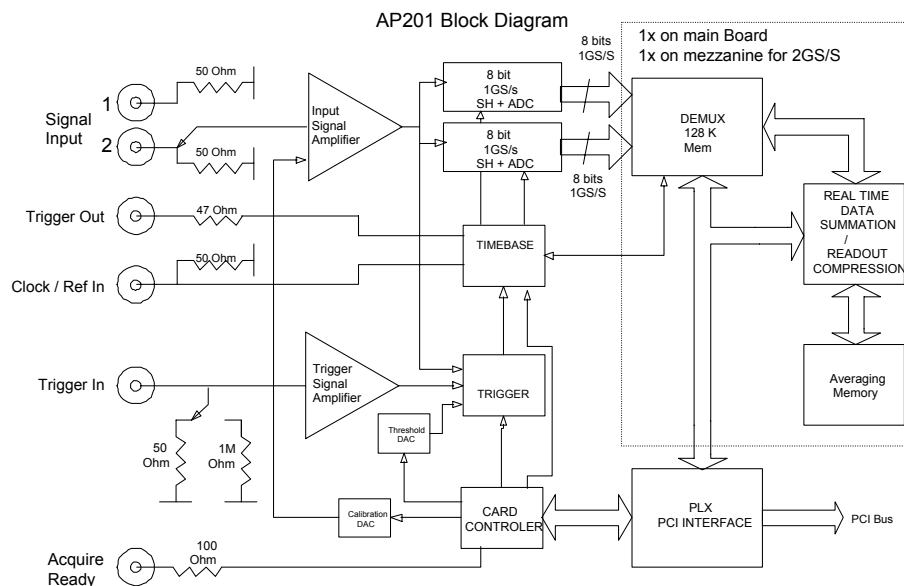 AP201 Block Diagram
8 bits
1GS/S
1x on main Board
1x on mezzanine for 2GS/S
50 Ohm
1
Signal
Input
2
50 Ohm
Input
Signal
Amplifier
8 bit
1GS/s
SH + ADC
8 bit
1GS/s
SH + ADC
8 bits
1GS/S
DEMUX
128 K
Mem
REAL TIME
DATA
SUMMATION
/
READOUT
COMPRESSION
Trigger Out
47 Ohm
TIMEBASE
50 Ohm
Clock / Ref In
Trigger In
Trigger
Signal
Amplifier
TRIGGER
Averaging
Memory
50
Ohm
1M
Ohm
Threshold
DAC
Calibration
DAC
CARD
CONTROLER
PLX
PCI INTERFACE
PCI Bus
Acquire
Ready
100
Ohm